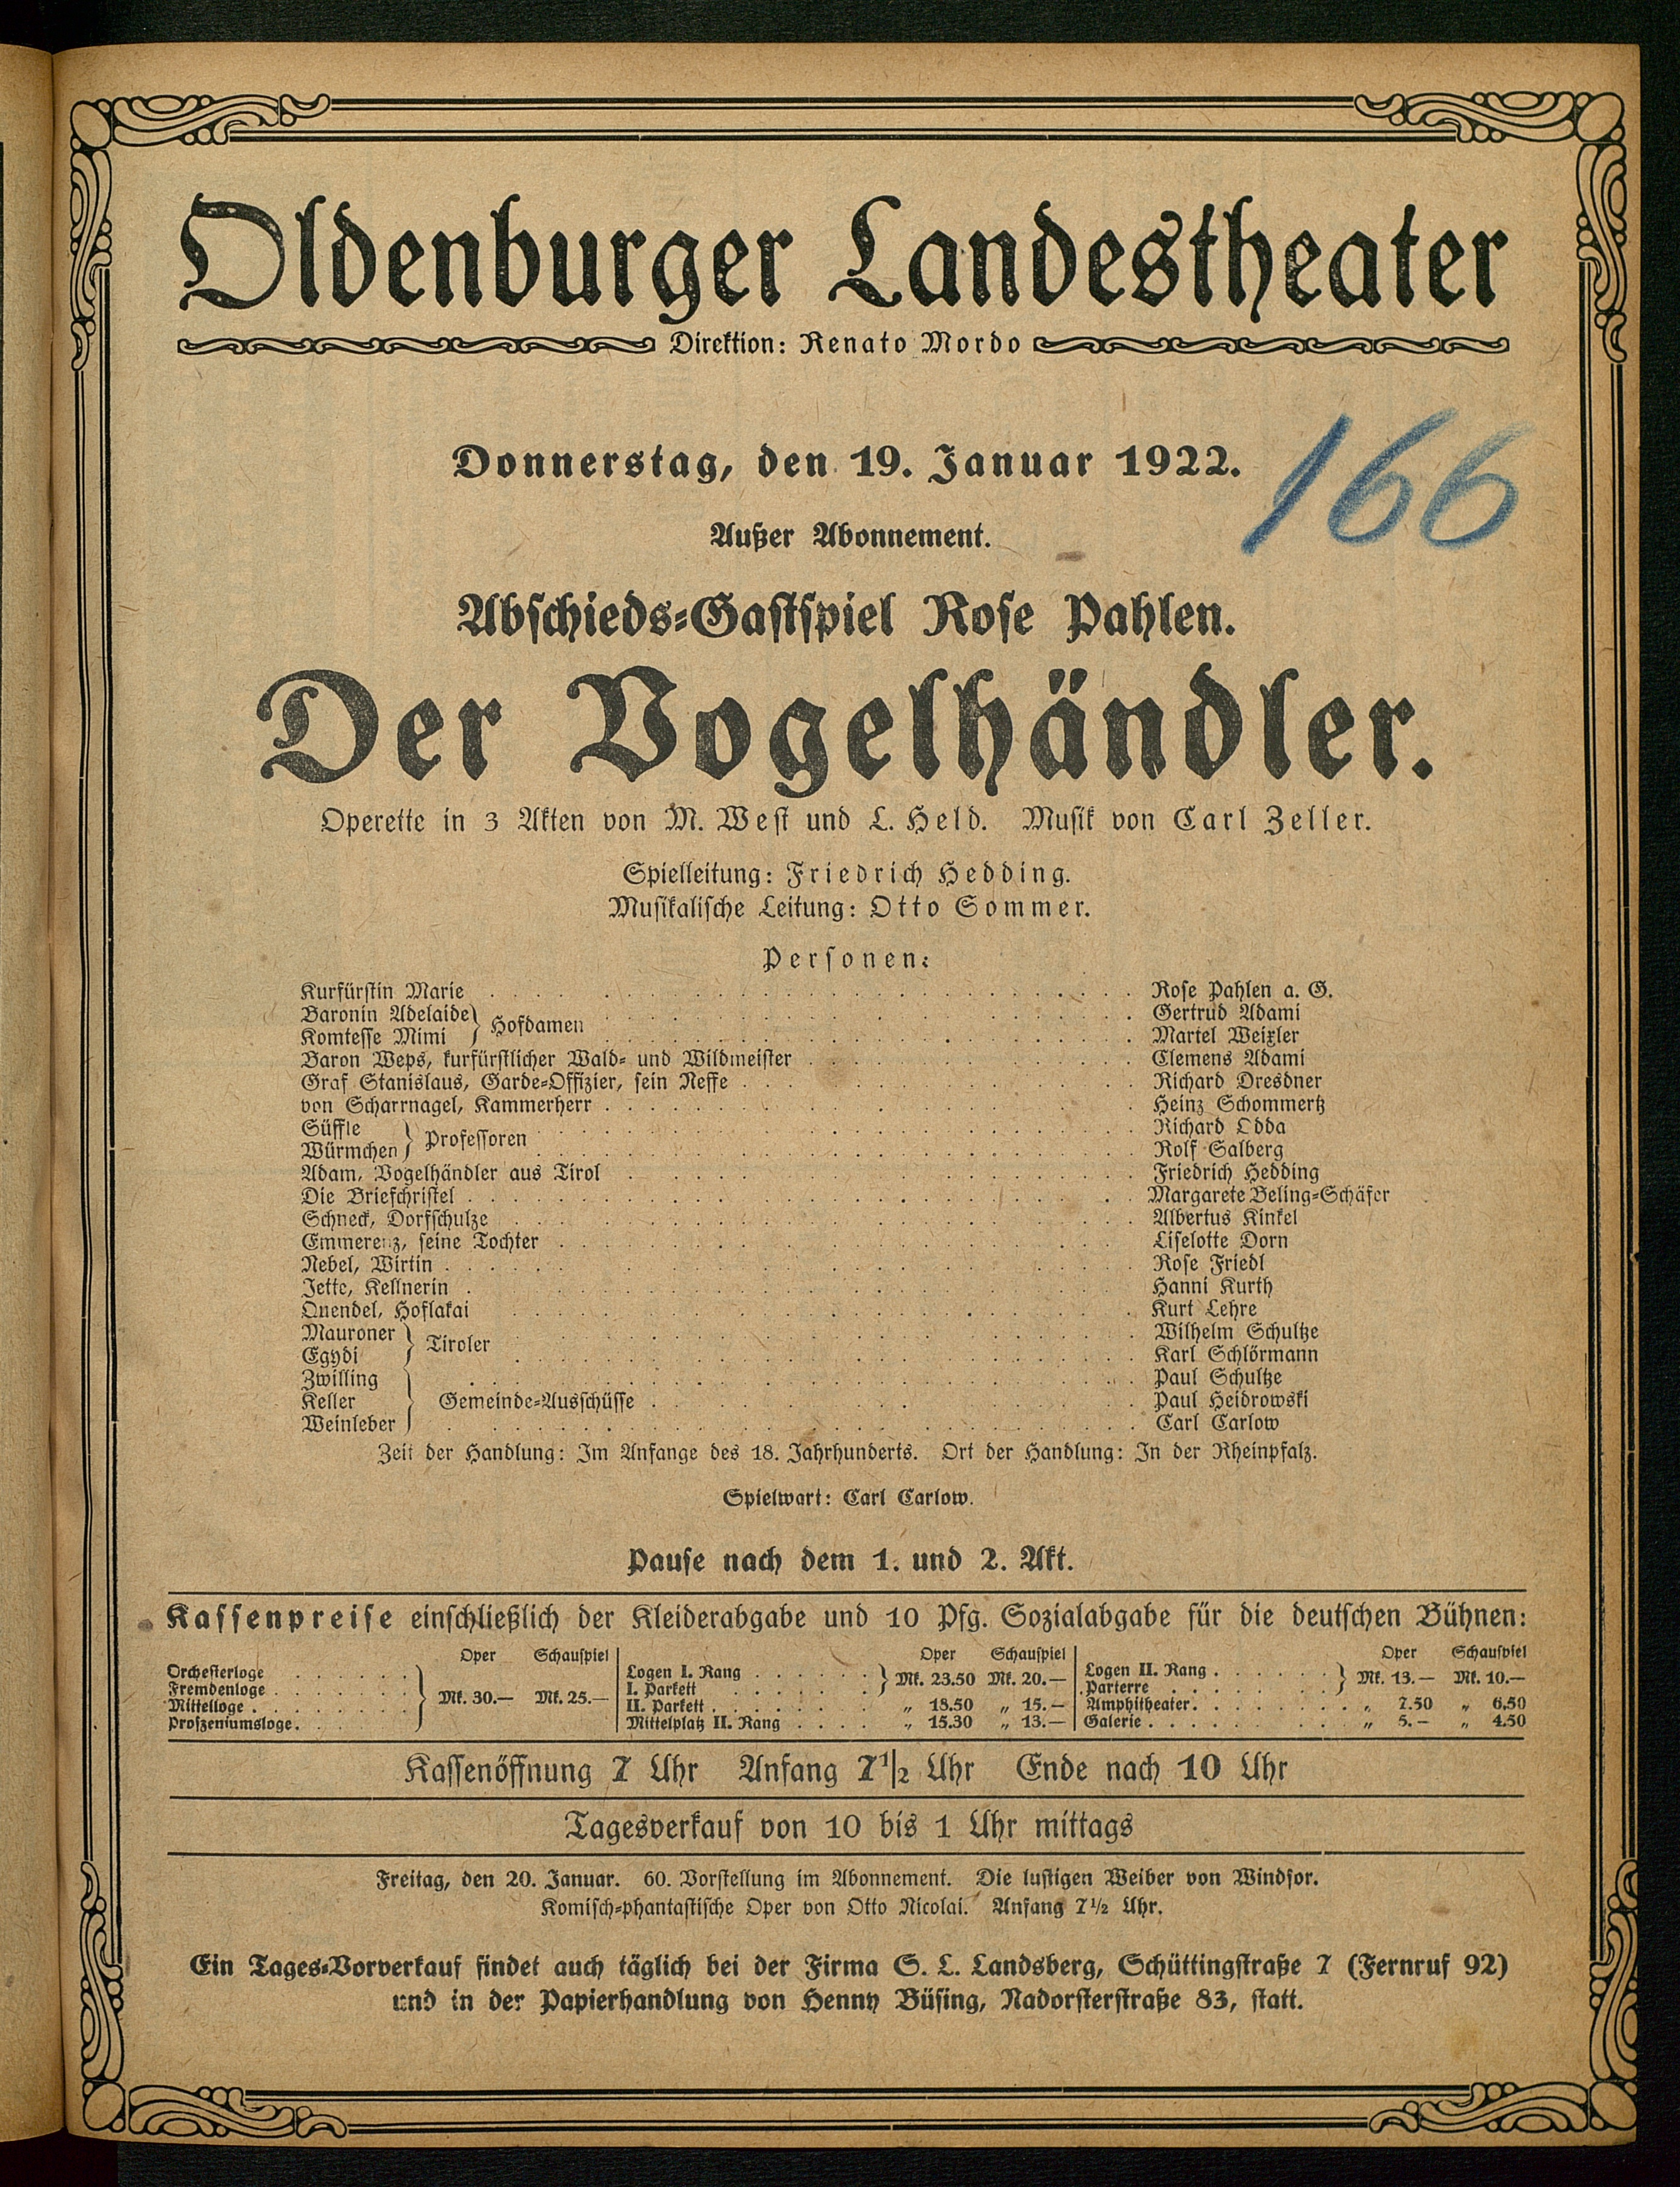 Oldenburger Landestheater
Direktion: Renato Mordo
166
Donnerstag, den 19. Januar 1922.
Außer Abonnement.
Abschieds-Gastspiel Rose Pahlen.
Der Vogelhändler.
Operette in 3 Akten von M. West und L. Held. Musik von Carl Zeller.
Spielleitung: Friedrich Hedding.
Musikalische Leitung: Otto Sommer.
Personen:
Kurfürstin Marie . . . . . Rose Pahlen a. G.
Baronin Adelaide } Hofdamen . . . . . Gertrud Adami
Komtesse Mimi } . . . . . Martel Weixler
Baron Weps, kurfürstlicher Wald- und Wildmeister . . . . . Clemens Adami
Graf Stanislaus, Garde-Offizier, sein Neffe . . . . . Richard Dresdner
von Scharrnagel, Kammerherr . . . . . Heinz Schommertz
Süffle } Professoren . . . . . Richard Odda
Würmchen } . . . . . Rolf Salberg
Adam, Vogelhändler aus Tirol . . . . . Friedrich Hedding
Die Briefchristel . . . . . Margarete Beling-Schäfer
Schneck, Dorfschulze . . . . . Albertus Kinkel
Emmerenz, seine Tochter . . . . . Liselotte Dorn
Nebel, Wirtin . . . . . Rose Friedl
Jette, Kellnerin . . . . . Hanni Kurth
Quendel, Hoflakai . . . . . Kurt Lehre
Mauroner } Tiroler . . . . . Wilhelm Schultze
Egydi } . . . . . Karl Schlörmann
Zwilling } . . . . . Paul Schultze
Keller } Gemeinde-Ausschüsse . . . . . Paul Heidrowski
Weinleber } . . . . . Carl Carlow
Zeit der Handlung: Im Anfange des 18. Jahrhunderts. Ort der Handlung: In der Rheinpfalz.
Spielwart: Carl Carlow.
Pause nach dem 1. und 2. Akt.
Kassenpreise einschließlich der Kleiderabgabe und 10 Pfg. Sozialabgabe für die deutschen Bühnen:
Oper Schauspiel
Orchesterloge . . . . .
Fremdenloge . . . . .
Mittelloge . . . . .
Proszeniumsloge . . . . .
} Mk. 30.— Mk. 25.—
Oper Schauspiel
Logen I. Rang . . . . .
I. Parkett . . . . .
} Mk. 23.50 Mk. 20.—
II. Parkett . . . . . „ 18.50 „ 15.—
Mittelplatz II. Rang . . . . „ 15.30 „ 13.—
Oper Schauspiel
Logen II. Rang . . . . .
Parterre . . . . .
} Mk. 13.— Mk. 10.—
Amphitheater . . . . . „ 7.50 „ 6.50
Galerie . . . . . „ 5.— „ 4.50
Kassenöffnung 7 Uhr Anfang 7 1/2 Uhr Ende nach 10 Uhr
Tagesverkauf von 10 bis 1 Uhr mittags
Freitag, den 20. Januar. 60. Vorstellung im Abonnement. Die lustigen Weiber von Windsor.
Komisch-phantastische Oper von Otto Nicolai. Anfang 7 1/2 Uhr.
Ein Tages-Vorverkauf findet auch täglich bei der Firma S. L. Landsberg, Schüttingstraße 7 (Fernruf 92)
und in der Papierhandlung von Henny Büsing, Nadorsterstraße 83, statt.